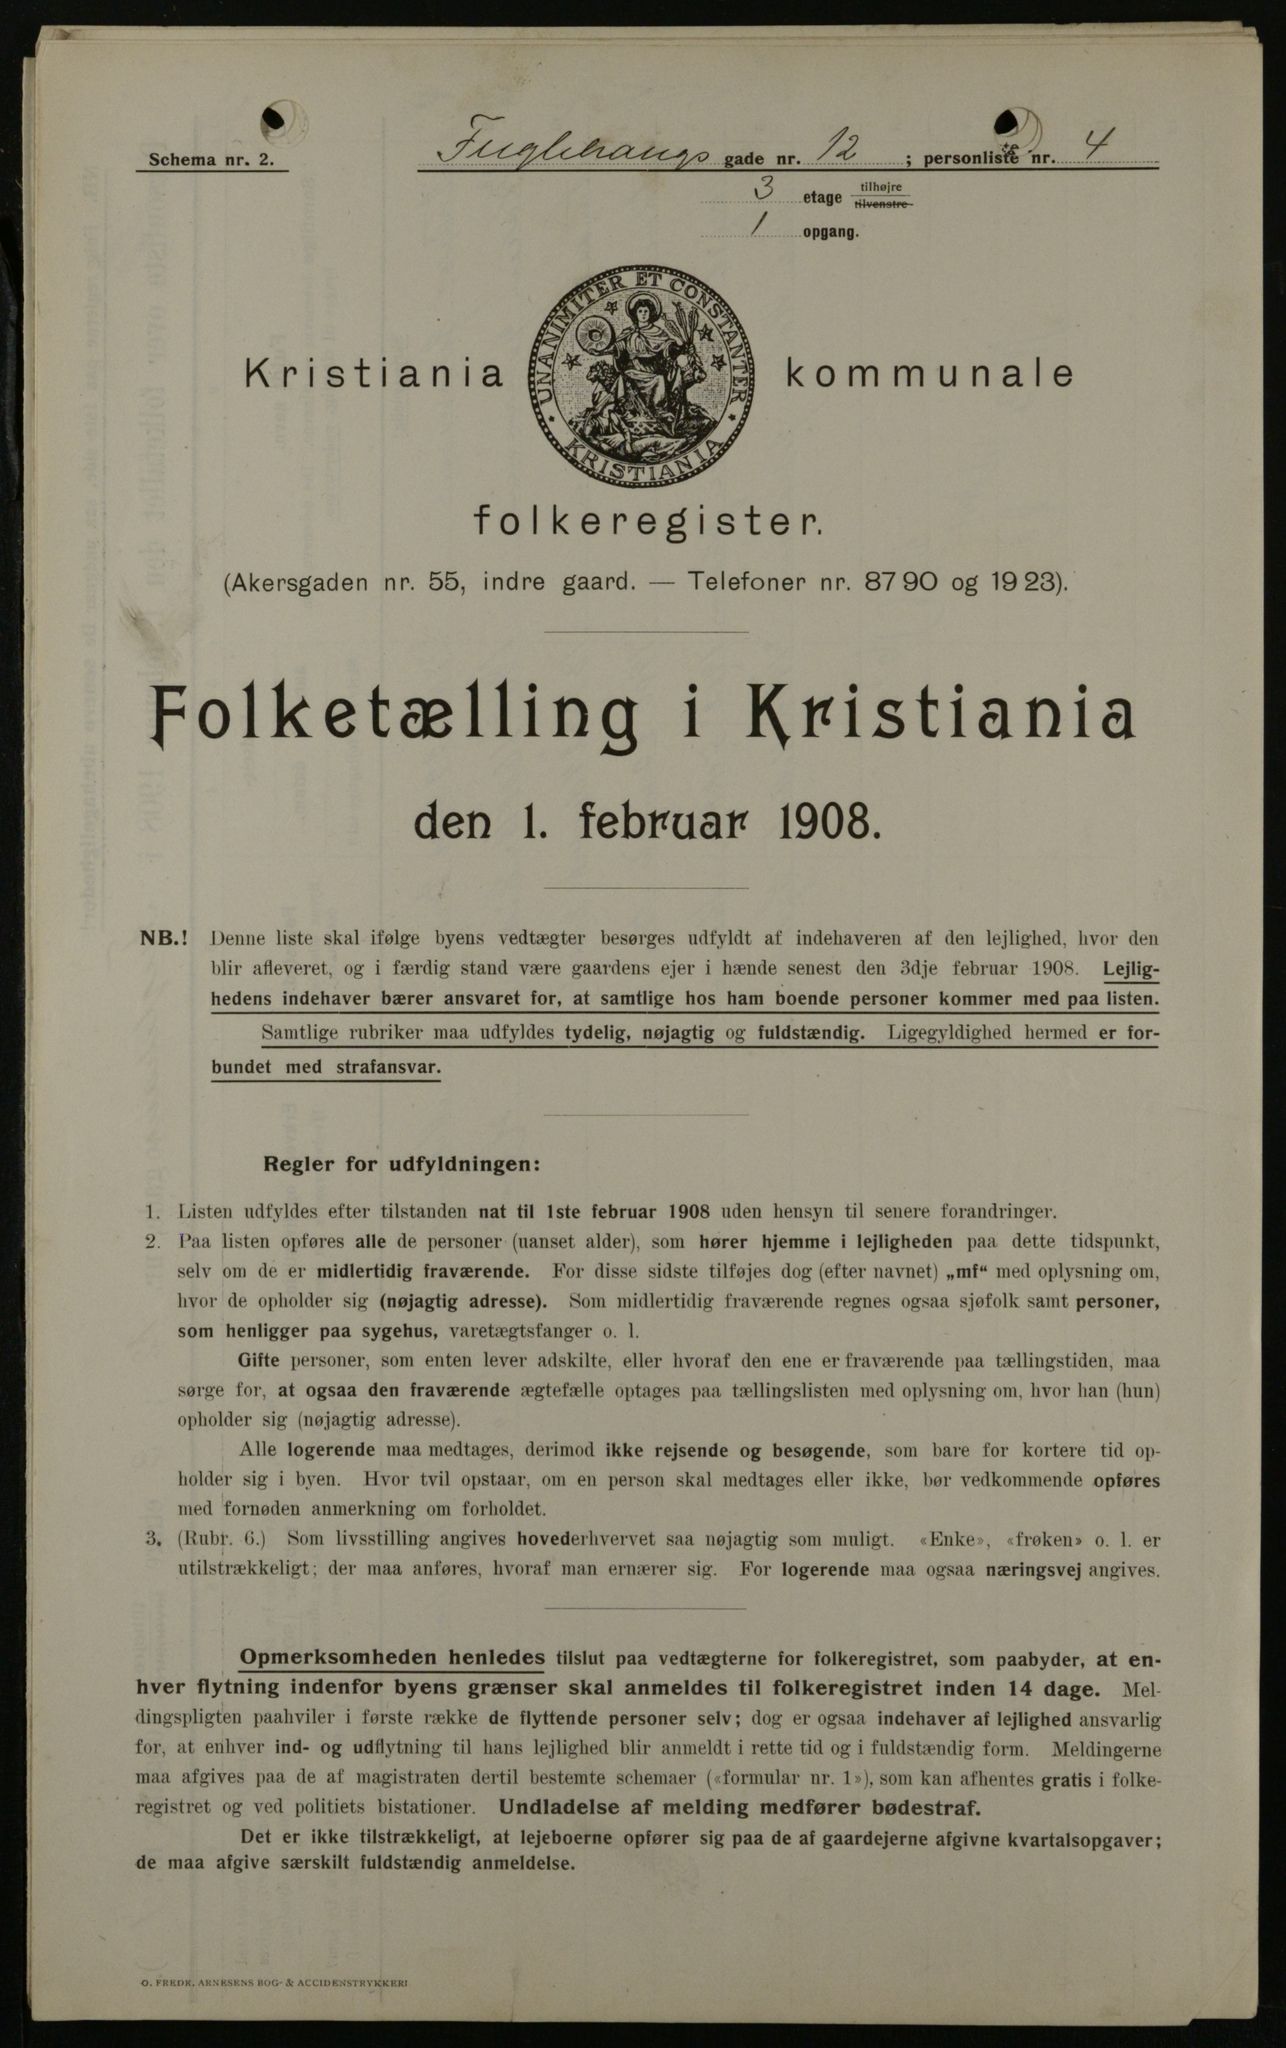 Schema nr. 2.
Fuglehaugs gade nr. 12 ; personliste nr. 4
3 etage tilhøjre
tilvenstre
1 opgang.
UNANIMITER ET CONSTANTER
KRISTIANIA
Kristiania kommunale
folkeregister.
(Akersgaden nr. 55, indre gaard. — Telefoner nr. 87 90 og 19 23).
Folketælling i Kristiania
den 1. februar 1908.
NB.! Denne liste skal ifølge byens vedtægter besørges udfyldt af indehaveren af den lejlighed, hvor den
blir afleveret, og i færdig stand være gaardens ejer i hænde senest den 3dje februar 1908. Lejlig-
hedens indehaver bærer ansvaret for, at samtlige hos ham boende personer kommer med paa listen.
Samtlige rubriker maa udfyldes tydelig, nøjagtig og fuldstændig. Ligegyldighed hermed er for-
bundet med strafansvar.
Regler for udfyldningen:
1. Listen udfyldes efter tilstanden nat til 1ste februar 1908 uden hensyn til senere forandringer.
2. Paa listen opføres alle de personer (uanset alder), som hører hjemme i lejligheden paa dette tidspunkt,
selv om de er midlertidig fraværende. For disse sidste tilføjes dog (efter navnet) „mf“ med oplysning om,
hvor de opholder sig (nøjagtig adresse). Som midlertidig fraværende regnes ogsaa sjøfolk samt personer,
som henligger paa sygehus, varetægtsfanger o. l.
Gifte personer, som enten lever adskilte, eller hvoraf den ene er fraværende paa tællingstiden, maa
sørge for, at ogsaa den fraværende ægtefælle optages paa tællingslisten med oplysning om, hvor han (hun)
opholder sig (nøjagtig adresse).
Alle logerende maa medtages, derimod ikke rejsende og besøgende, som bare for kortere tid op-
holder sig i byen. Hvor tvil opstaar, om en person skal medtages eller ikke, bør vedkommende opføres
med fornøden anmerkning om forholdet.
3. (Rubr. 6.) Som livsstilling angives hovederhvervet saa nøjagtig som muligt. «Enke», «frøken» o. l. er
utilstrækkeligt; der maa anføres, hvoraf man ernærer sig. For logerende maa ogsaa næringsvej angives.
Opmerksomheden henledes tilslut paa vedtægterne for folkeregistret, som paabyder, at en-
hver flytning indenfor byens grænser skal anmeldes til folkeregistret inden 14 dage. Mel-
dingspligten paahviler i første række de flyttende personer selv; dog er ogsaa indehaver af lejlighed ansvarlig
for, at enhver ind- og udflytning til hans lejlighed blir anmeldt i rette tid og i fuldstændig form. Meldingerne
maa afgives paa de af magistraten dertil bestemte schemaer («formular nr. 1»), som kan afhentes gratis i folke-
registret og ved politiets bistationer. Undladelse af melding medfører bødestraf.
Det er ikke tilstrækkeligt, at lejeboerne opfører sig paa de af gaardejerne afgivne kvartalsopgaver;
de maa afgive særskilt fuldstændig anmeldelse.
O. FREDR. ARNESENS BOG- & ACCIDENSTRYKKERI